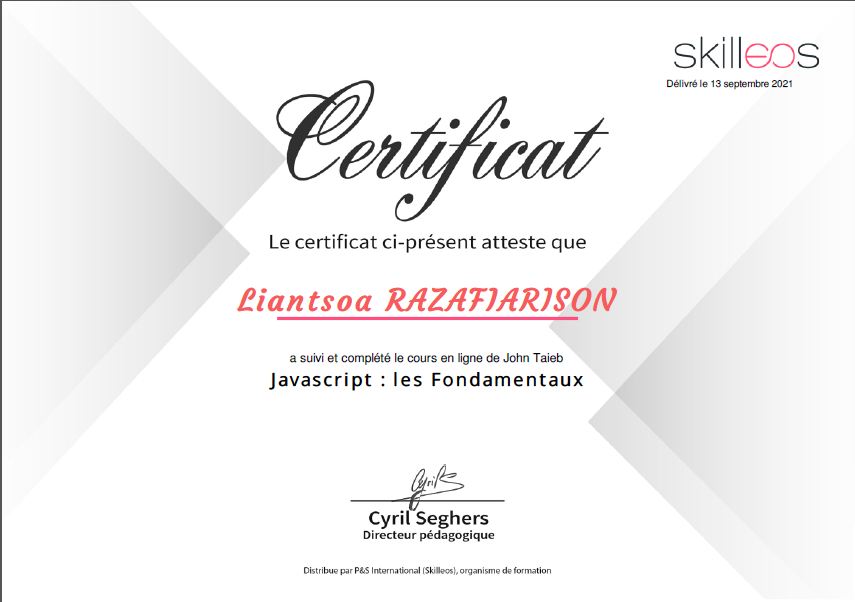 skilleos
Délivré le 13 septembre 2021
Certificat
Le certificat ci-présent atteste que
Liantsoa RAZAFIARISON
a suivi et complété le cours en ligne de John Taieb
Javascript : les Fondamentaux
Cyril S
Cyril Seghers
Directeur pédagogique
Distribue par P&S International (Skilleos), organisme de formation